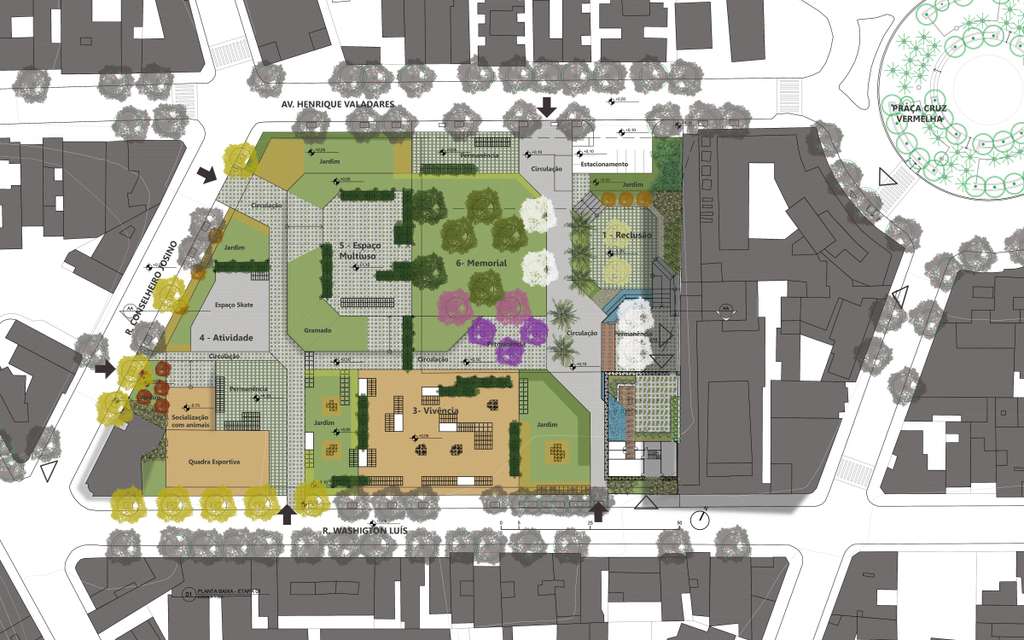 AV. HENRIQUE VALADARES
PRAÇA CRUZ
VERMELHA
Jardim
Permanência
Circulação
Estacionamento
Jardim
Circulação
1 - Reclusão
R. CONSELHEIRO JOSINO
Jardim
5 - Espaço
Multiuso
6- Memorial
Espaço Skate
Gramado
4 - Atividade
Circulação
Permanência
Permanência
Circulação
Circulação
Permanência
Socialização
com animais
Jardim
3- Vivência
Jardim
Quadra Esportiva
R. WASHIGTON LUÍS
0
5
25
50
01
PLANTA BAIXA - ETAPA 01